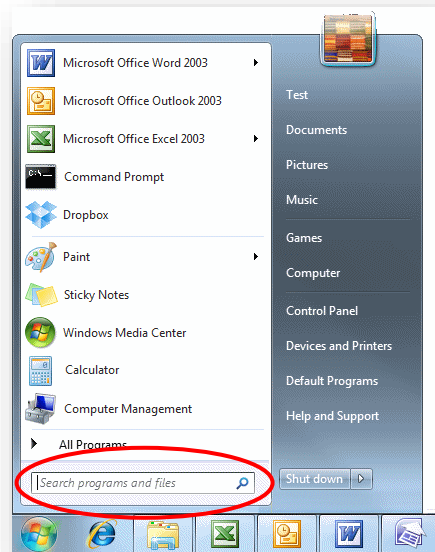 Microsoft Office Word 2003
Microsoft Office Outlook 2003
Microsoft Office Excel 2003
C:\_
Command Prompt
Dropbox
Paint
Sticky Notes
Windows Media Center
Calculator
Computer Management
All Programs
Search programs and files
Test
Documents
Pictures
Music
Games
Computer
Control Panel
Devices and Printers
Default Programs
Help and Support
Shut down